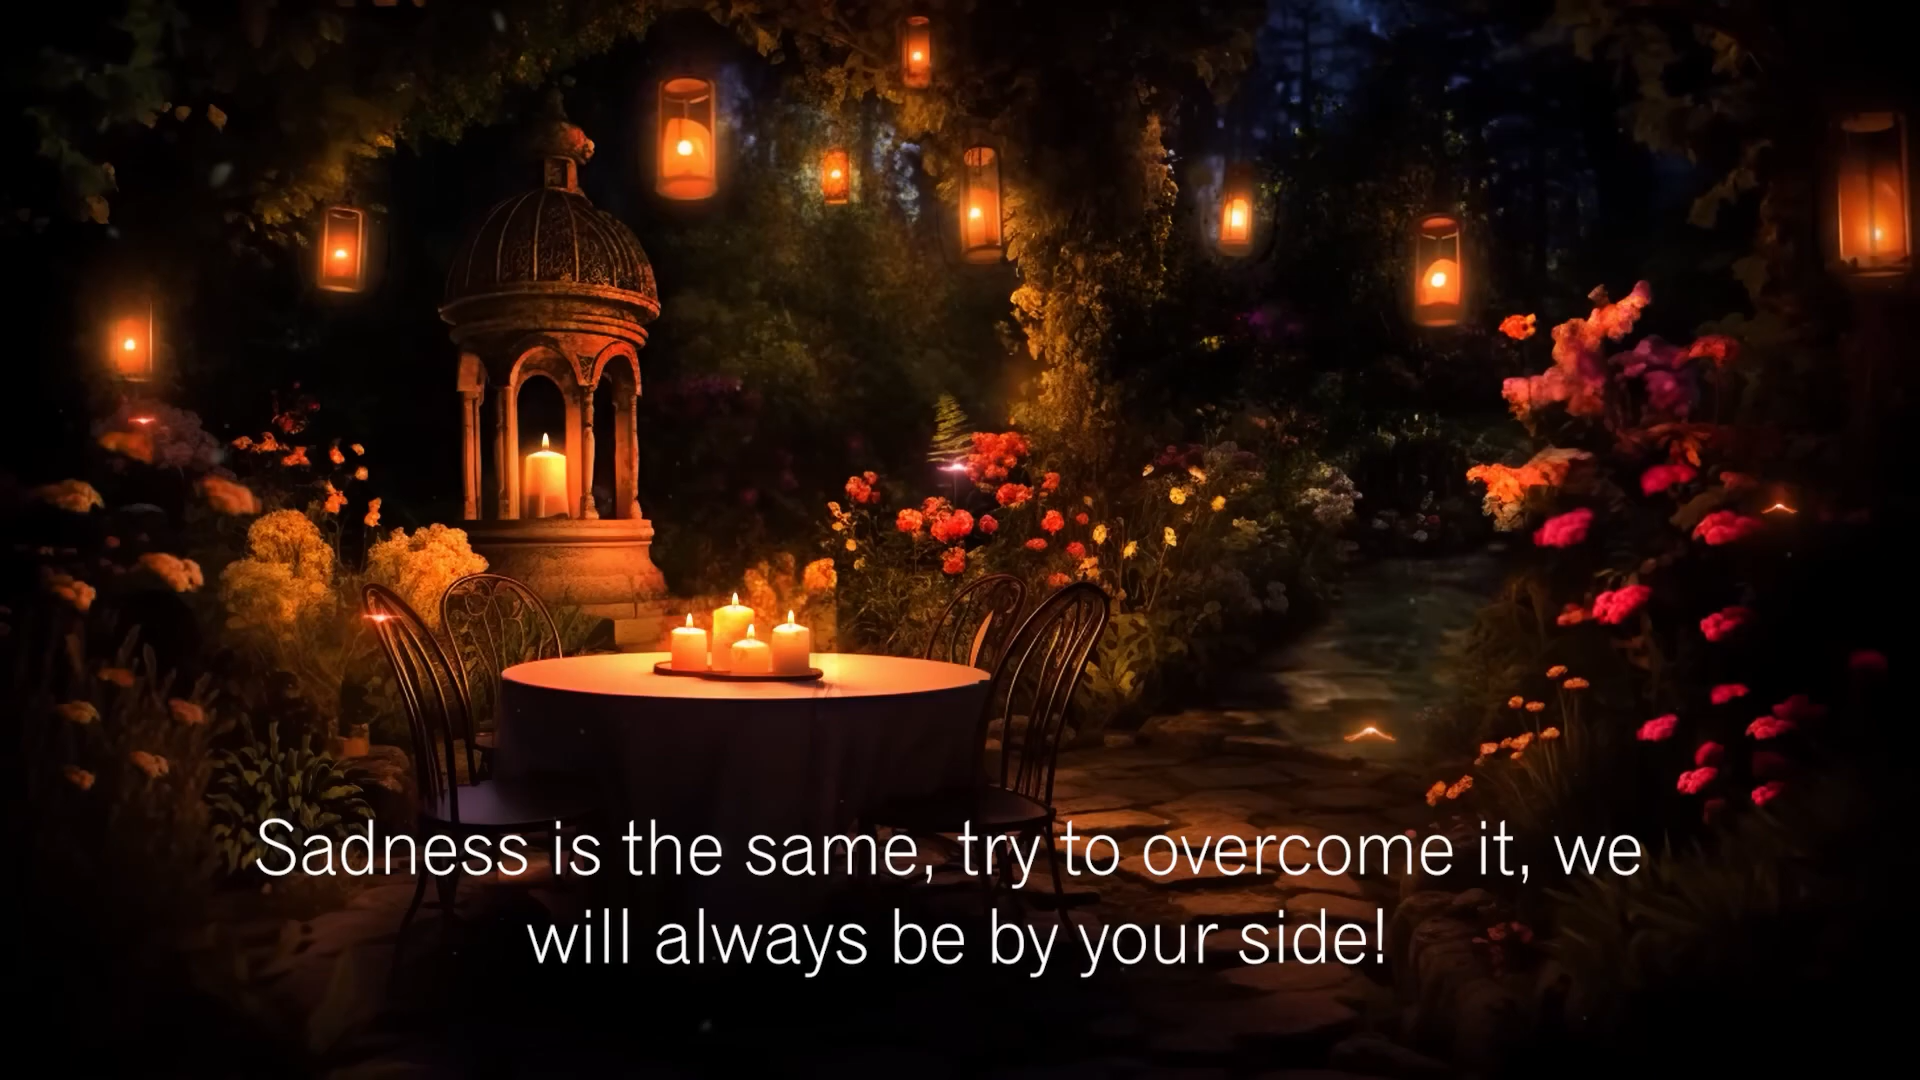 Sadness is the same, try to overcome it, we
will always be by your side!